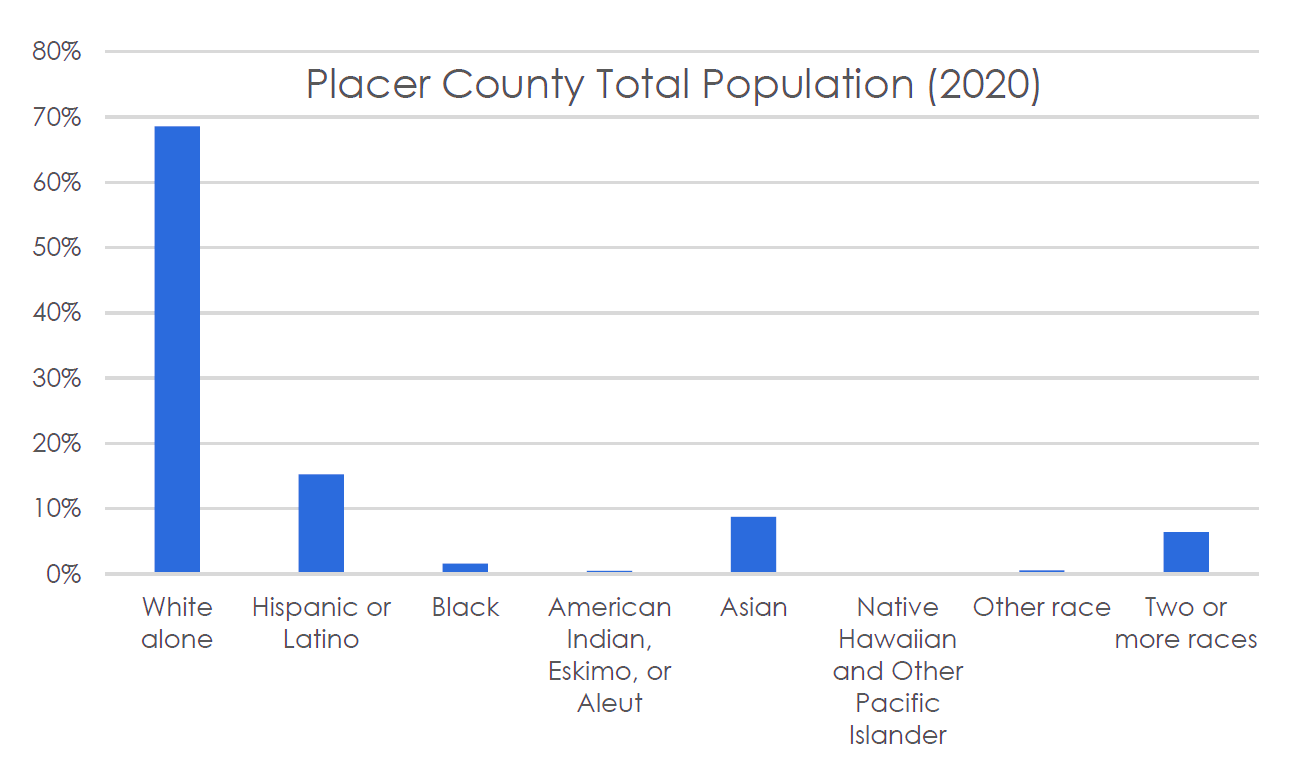 80%
Placer County Total Population (2020)
70%
60%
50%
40%
30%
20%
10%
0%
White
alone
Hispanic or
Latino
Black
American
Indian,
Eskimo, or
Aleut
Asian
Native
Hawaiian
and Other
Pacific
Islander
Other race
Two or
more races